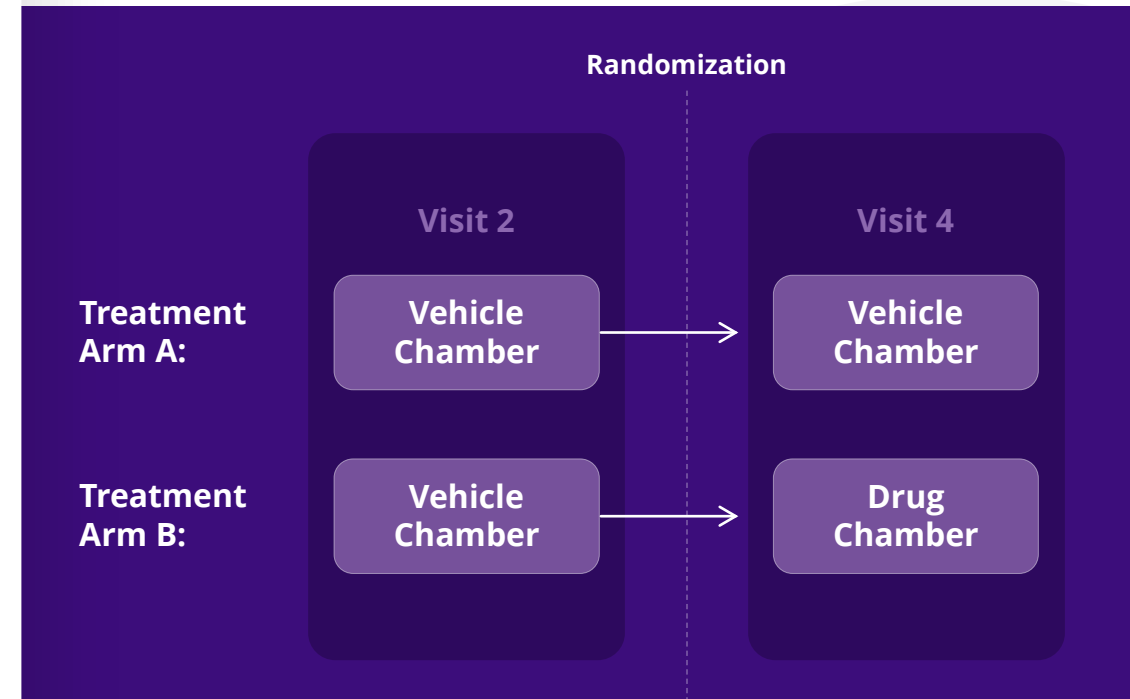 Randomization
Visit 2
Visit 4
Treatment
Arm A:
Vehicle
Chamber
Vehicle
Chamber
Treatment
Arm B:
Vehicle
Chamber
Drug
Chamber